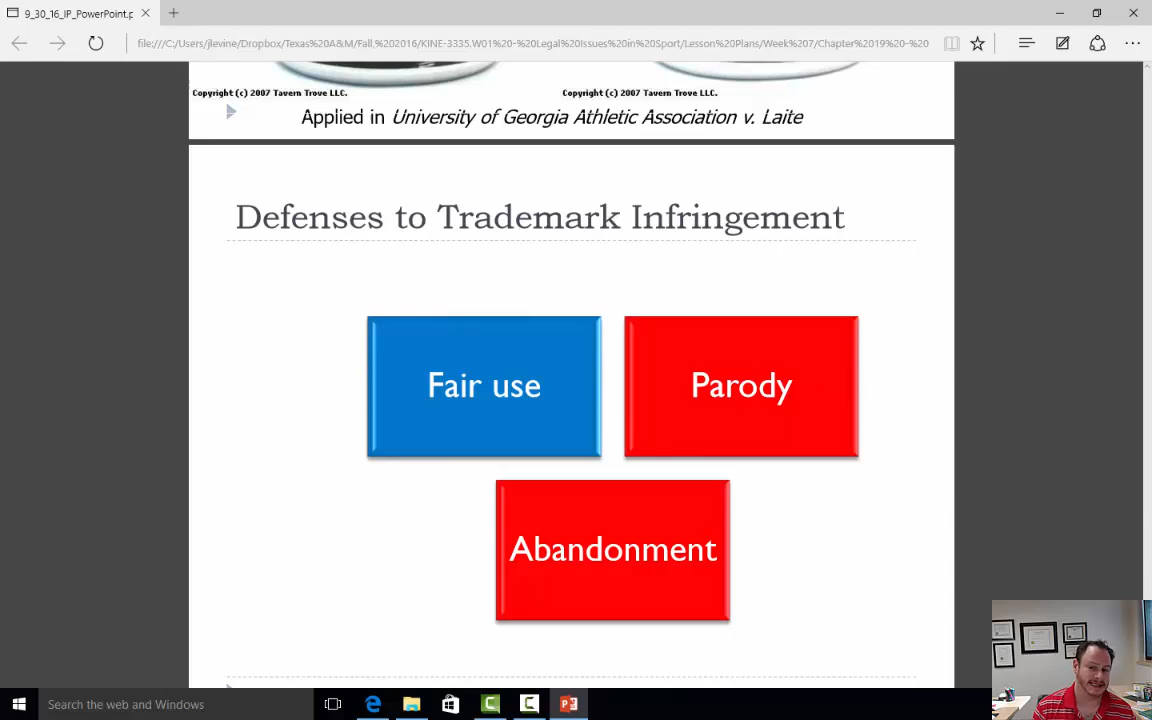 9_30_16_IP_PowerPoint.p
file:///C:/Users/jlevine/Dropbox/Texas%20A&M/Fall,%202016/KINE-3335.W01%20-%20Legal%20Issues%20in%20Sport/Lesson%20Plans/Week%207/Chapter%2019%20-%20
Copyright (c) 2007 Tavern Trove LLC. Copyright (c) 2007 Tavern Trove LLC.
Applied in University of Georgia Athletic Association v. Laite
Defenses to Trademark Infringement
Fair use Parody
Abandonment
Search the web and Windows